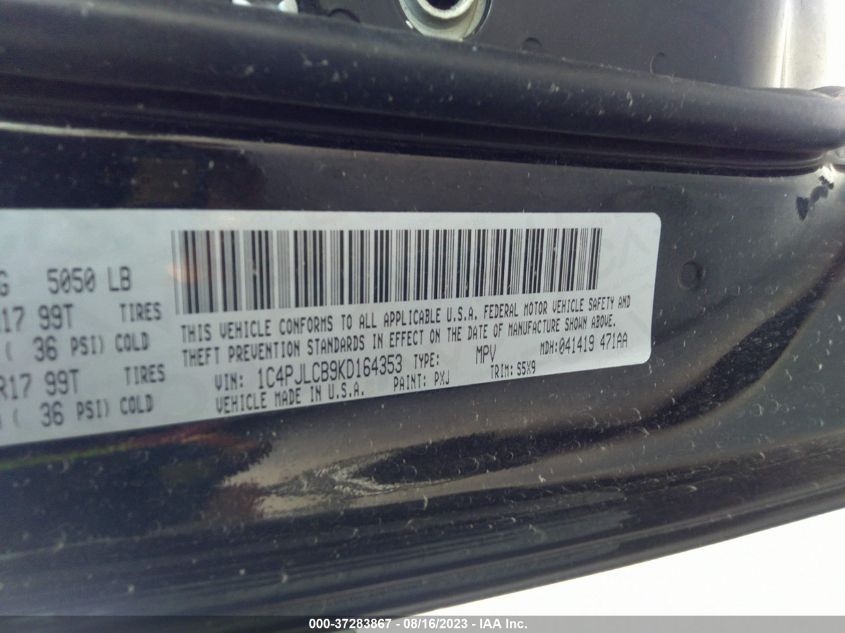 G 5050 LB
17 99T TIRES
( 36 PSI) COLD
R17 99T TIRES
( 36 PSI) COLD
THIS VEHICLE CONFORMS TO ALL APPLICABLE U.S.A. FEDERAL MOTOR VEHICLE SAFETY AND
THEFT PREVENTION STANDARDS IN EFFECT ON THE DATE OF MANUFACTURE SHOWN ABOVE.
VIN: 1C4PJLCB9KD164353 TYPE: MPV MDH:041419 471AA
VEHICLE MADE IN U.S.A. PAINT: PXJ TRIM: S5X9
000-37283867 - 08/16/2023 - IAA Inc.